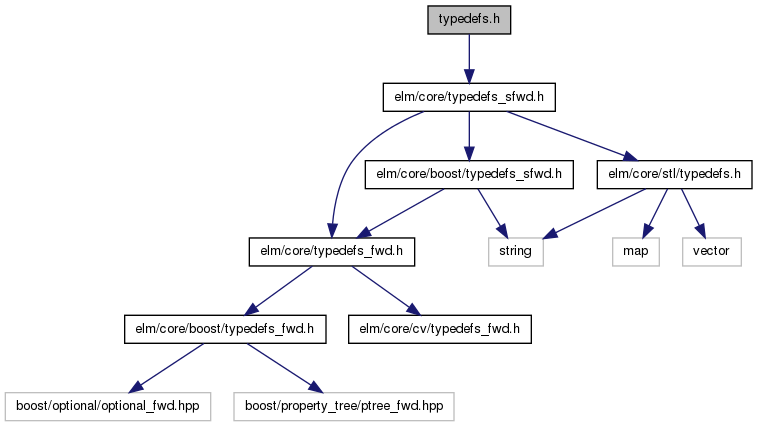 typedefs.h
elm/core/typedefs_sfwd.h
elm/core/boost/typedefs_sfwd.h
elm/core/stl/typedefs.h
elm/core/typedefs_fwd.h
string
map
vector
elm/core/boost/typedefs_fwd.h
elm/core/cv/typedefs_fwd.h
boost/optional/optional_fwd.hpp
boost/property_tree/ptree_fwd.hpp